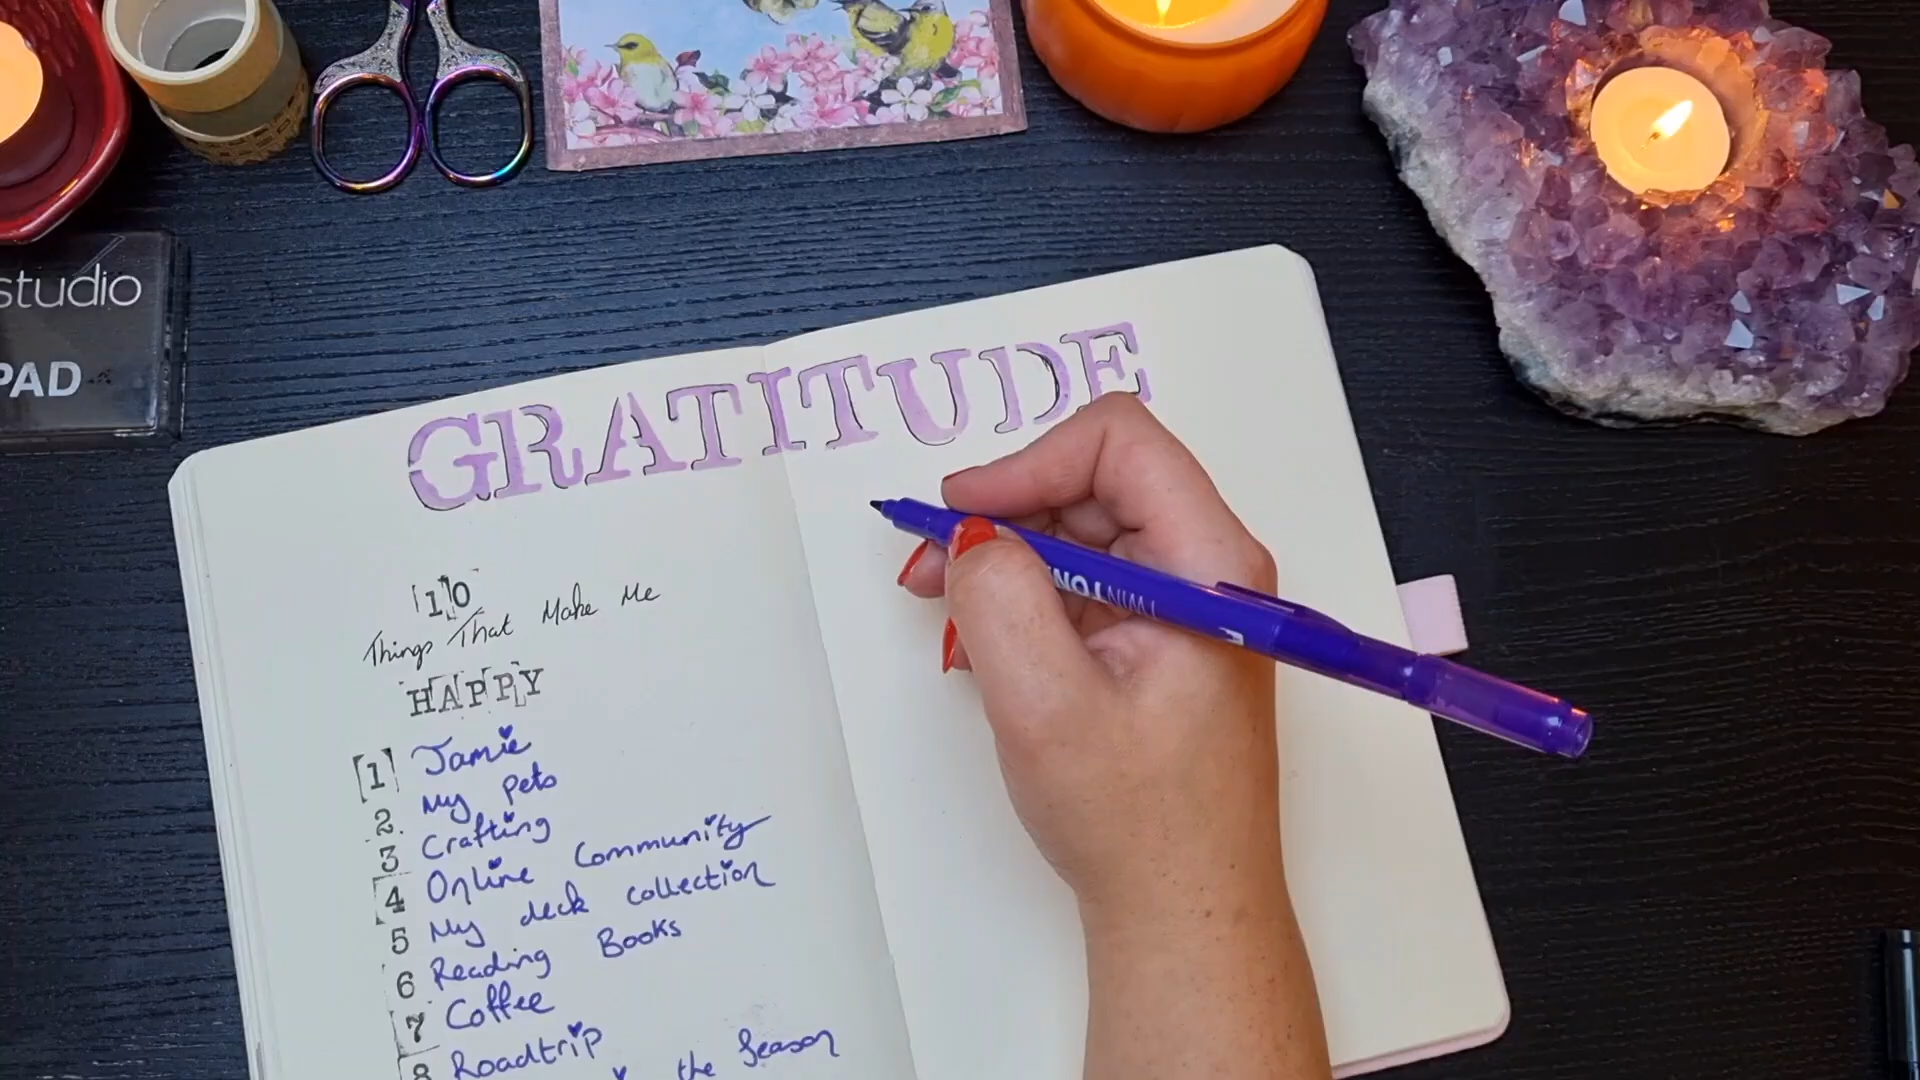 studio
PAD
GRATITUDE
10
Things That Make Me
HAPPY
1 Jamie
2. My pets
3 Crafting
4 Online Community
5 My deck collection
6 Reading Books
7 Coffee
8 Roadtrip
the Season
TWINTONE